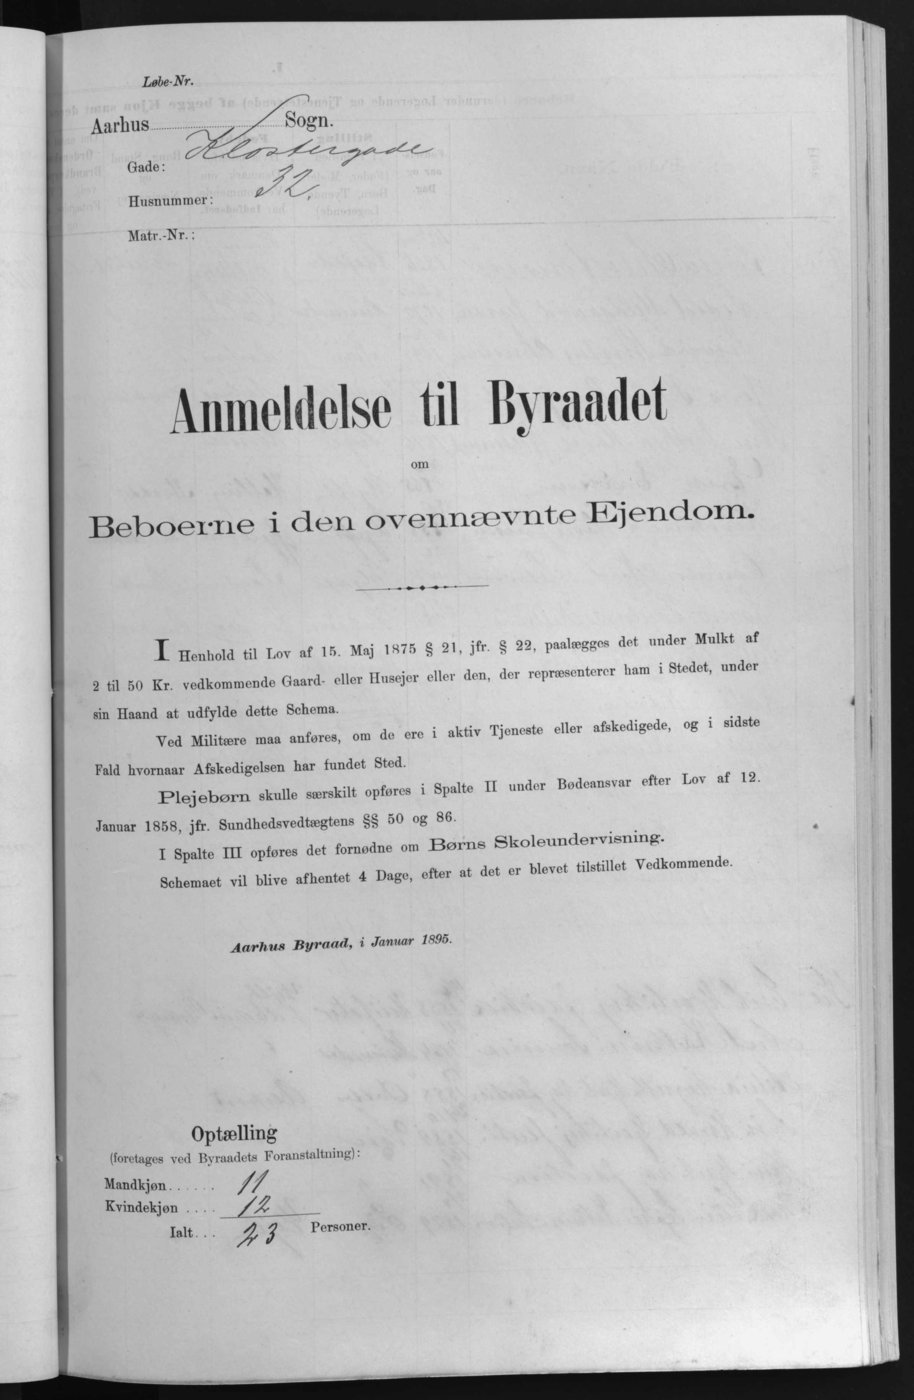 Løbe-Nr.
Aarhus Sogn.
Gade: Klostergade
Husnummer: 32.
Matr.-Nr.:
Anmeldelse til Byraadet
om
Beboerne i den ovennævnte Ejendom.
I Henhold til Lov af 15. Maj 1875 § 21, jfr. § 22, paalægges det under Mulkt af
2 til 50 Kr. vedkommende Gaard- eller Husejer eller den, der repræsenterer ham i Stedet, under
sin Haand at udfylde dette Schema.
Ved Militære maa anføres, om de ere i aktiv Tjeneste eller afskedigede, og i sidste
Fald hvornaar Afskedigelsen har fundet Sted.
Plejebørn skulle særskilt opføres i Spalte II under Bødeansvar efter Lov af 12.
Januar 1858, jfr. Sundhedsvedtægtens §§ 50 og 86.
I Spalte III opføres det fornødne om Børns Skoleundervisning.
Schemaet vil blive afhentet 4 Dage, efter at det er blevet tilstillet Vedkommende.
Aarhus Byraad, i Januar 1895.
Optælling
(foretages ved Byraadets Foranstaltning):
Mandkjøn...... 11
Kvindekjøn .... 12
Ialt... 23 Personer.